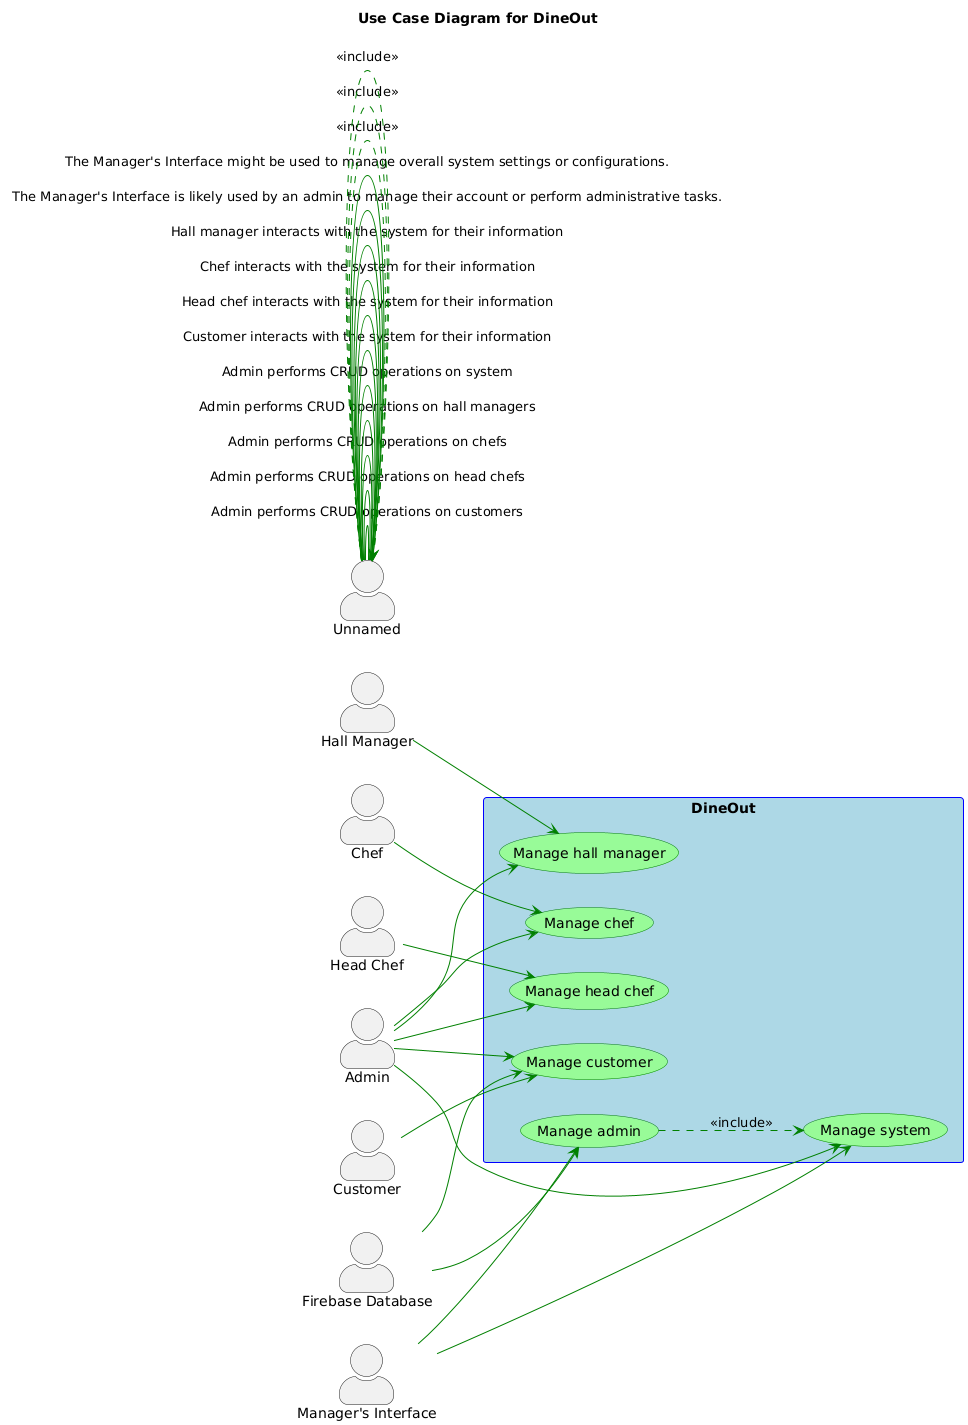 Use Case Diagram for DineOut
«include»
«include»
«include»
The Manager's Interface might be used to manage overall system settings or configurations.
The Manager's Interface is likely used by an admin to manage their account or perform administrative tasks.
Hall manager interacts with the system for their information
Chef interacts with the system for their information
Head chef interacts with the system for their information
Customer interacts with the system for their information
Admin performs CRUD operations on system
Admin performs CRUD operations on hall managers
Admin performs CRUD operations on chefs
Admin performs CRUD operations on head chefs
Admin performs CRUD operations on customers
Unnamed
Hall Manager
DineOut
Chef
Manage hall manager
Manage chef
Head Chef
Manage head chef
Manage customer
Admin
«include»
Manage admin
Manage system
Customer
Firebase Database
Manager's Interface